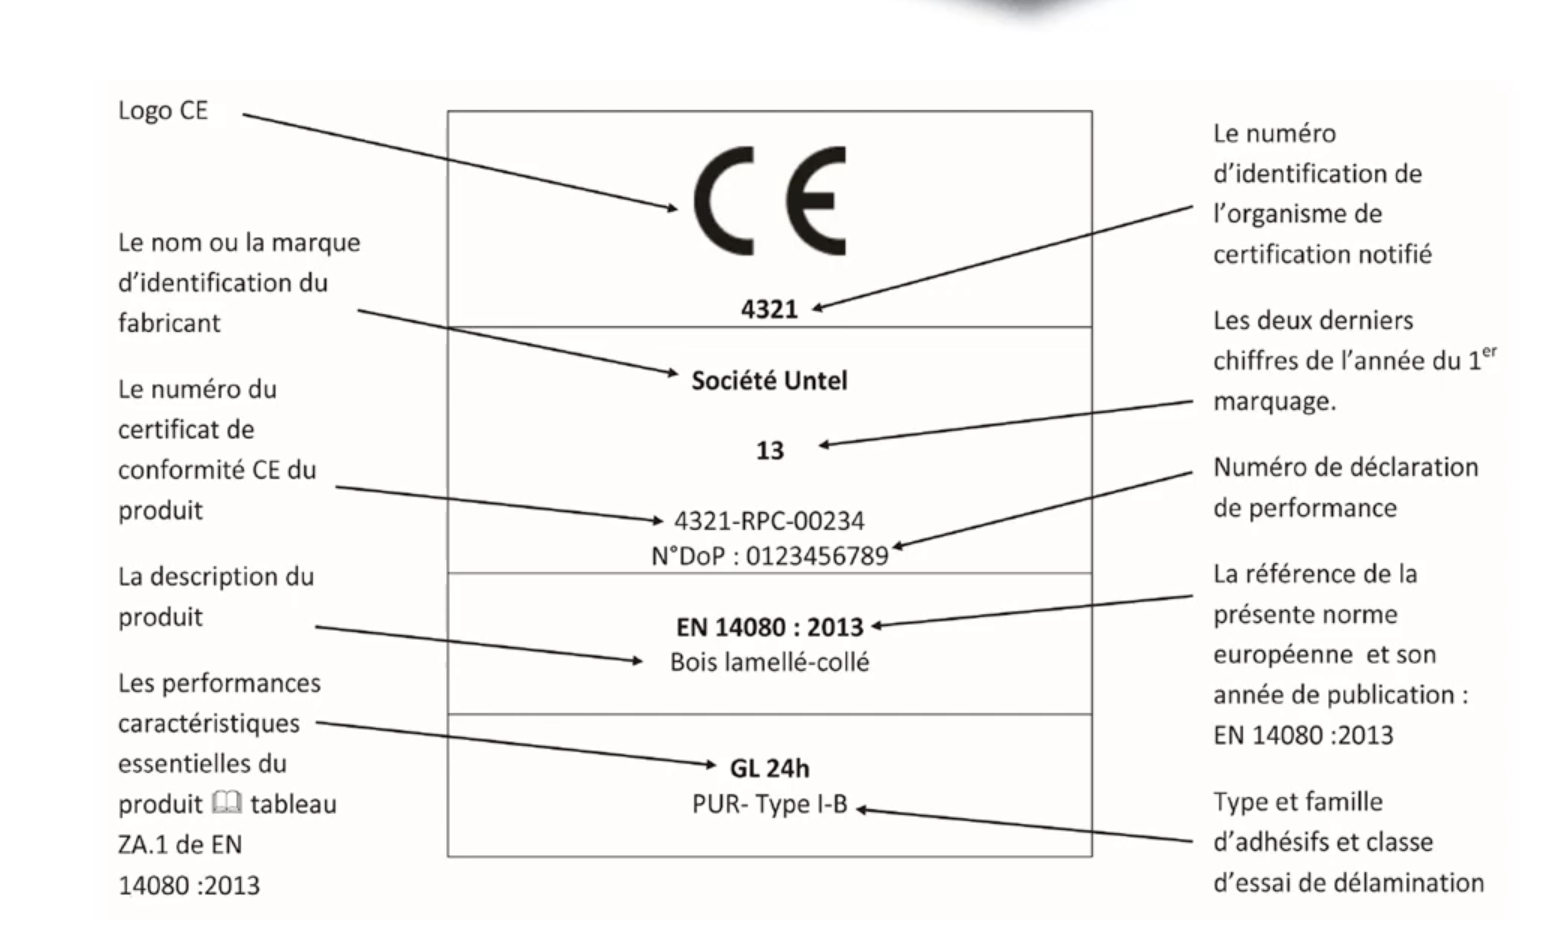 Logo CE
Le nom ou la marque
d'identification du
fabricant
Le numéro du
certificat de
conformité CE du
produit
La description du
produit
Les performances
caractéristiques
essentielles du
produit 🕮 tableau
ZA.1 de EN
14080 :2013
CE
4321
Société Untel
13
4321-RPC-00234
N°DoP : 0123456789
EN 14080 : 2013
Bois lamellé-collé
GL 24h
PUR- Type I-B
Le numéro
d'identification de
l'organisme de
certification notifié
Les deux derniers
chiffres de l'année du 1er
marquage.
Numéro de déclaration
de performance
La référence de la
présente norme
européenne et son
année de publication :
EN 14080 :2013
Type et famille
d'adhésifs et classe
d'essai de délamination